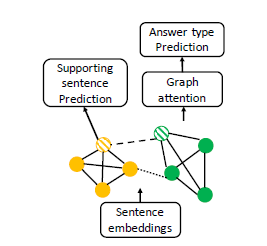 Answer type
Prediction
Supporting
sentence
Prediction
Graph
attention
Sentence
embeddings